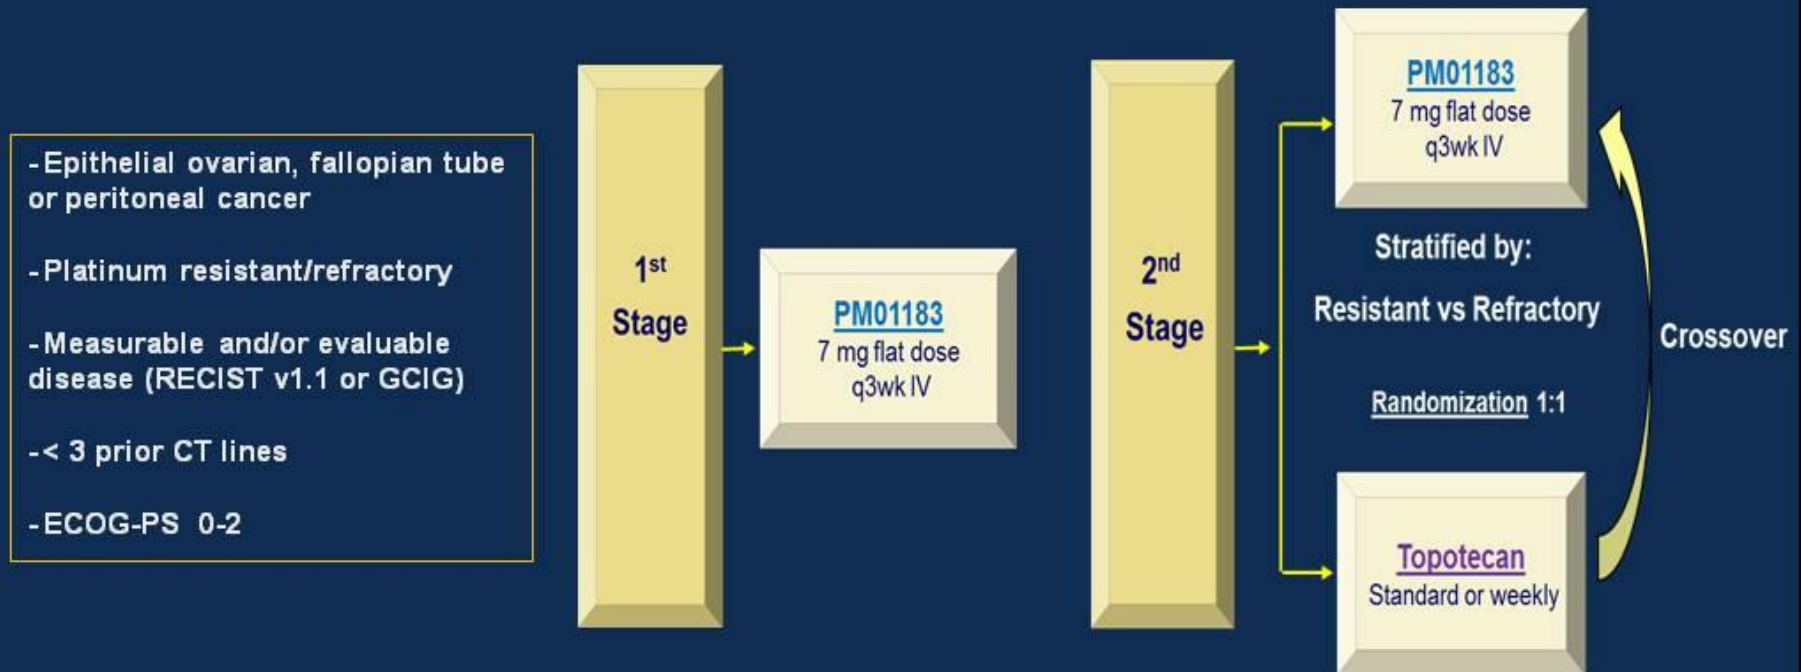 -Epithelial ovarian, fallopian tube
or peritoneal cancer
-Platinum resistant/refractory
-Measurable and/or evaluable
disease (RECIST v1.1 or GCIG)
-< 3 prior CT lines
-ECOG-PS 0-2
1st
Stage
PM01183
7 mg flat dose
q3wk IV
2nd
Stage
PM01183
7 mg flat dose
q3wk IV
Stratified by:
Resistant vs Refractory
Randomization 1:1
Crossover
Topotecan
Standard or weekly